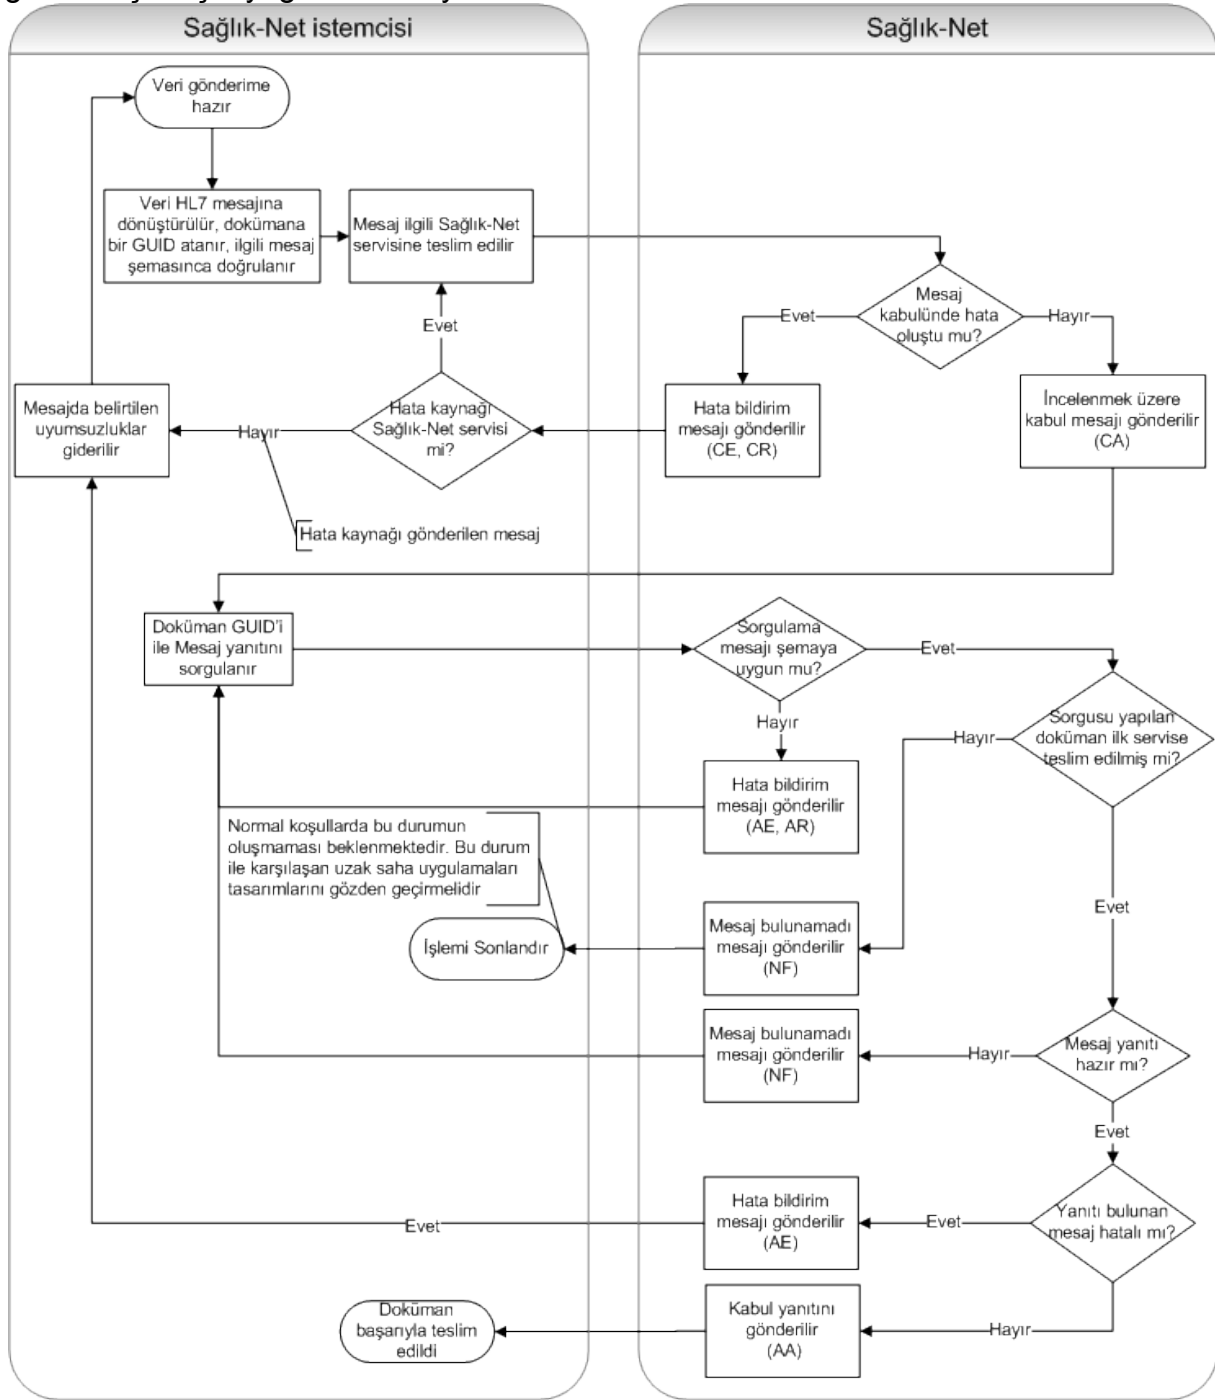 Sağlık-Net istemcisi
Sağlık-Net
Veri gönderime
hazır
Veri HL7 mesajına
dönüştürülür, dokümana
bir GUID atanır, ilgili mesaj
şemasınca doğrulanır
Mesaj ilgili Sağlık-Net
servisine teslim edilir
Mesaj
kabulünde hata
oluştu mu?
Evet
Hayır
Evet
Mesajda belirtilen
uyumsuzluklar
giderilir
Hayır
Hata kaynağı
Sağlık-Net servisi
mi?
Hata bildirim
mesajı gönderilir
(CE, CR)
İncelenmek üzere
kabul mesajı gönderilir
(CA)
Hata kaynağı gönderilen mesaj
Doküman GUID'i
ile Mesaj yanıtını
sorgulanır
Sorgulama
mesajı şemaya
uygun mu?
Evet
Hayır
Sorgusu yapılan
doküman ilk servise
teslim edilmiş mi?
Hayır
Hata bildirim
mesajı gönderilir
(AE, AR)
Normal koşullarda bu durumun
oluşmaması beklenmektedir. Bu durum
ile karşılaşan uzak saha uygulamaları
tasarımlarını gözden geçirmelidir
Evet
İşlemi Sonlandır
Mesaj bulunamadı
mesajı gönderilir
(NF)
Mesaj bulunamadı
mesajı gönderilir
(NF)
Hayır
Mesaj yanıtı
hazır mı?
Evet
Evet
Hata bildirim
mesajı gönderilir
(AE)
Evet
Yanıtı bulunan
mesaj hatalı mı?
Doküman
başarıyla teslim
edildi
Kabul yanıtını
gönderilir
(AA)
Hayır